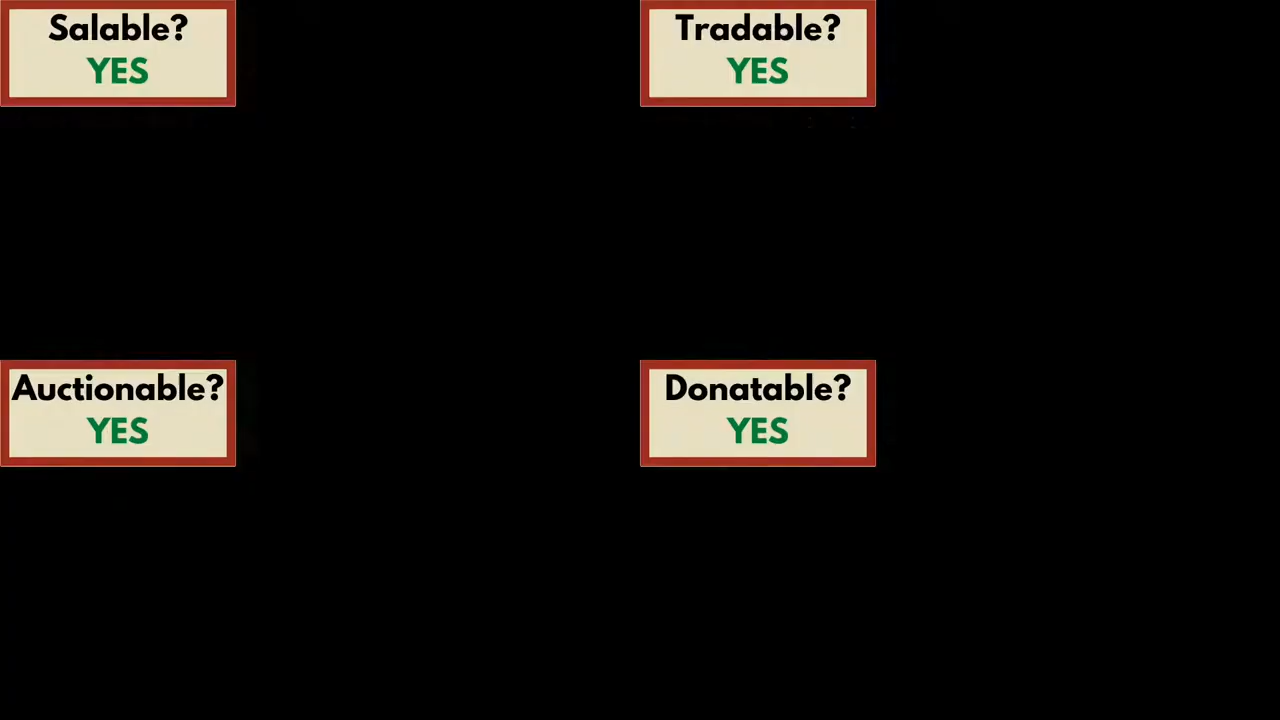 Salable?
YES
Tradable?
YES
Auctionable?
YES
Donatable?
YES